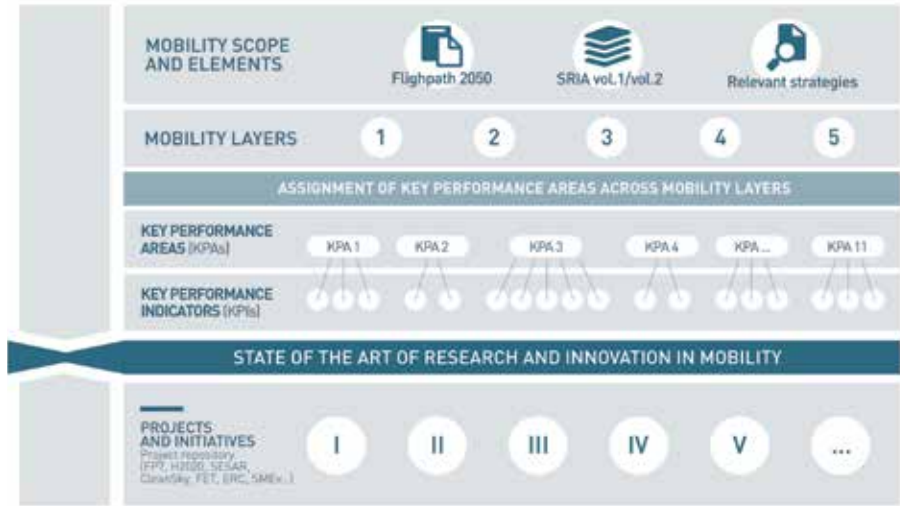 MOBILITY SCOPE
AND ELEMENTS
Flighpath 2050
SRIA vol.1/vol.2
Relevant strategies
MOBILITY LAYERS
1
2
3
4
5
ASSIGNMENT OF KEY PERFORMANCE AREAS ACROSS MOBILITY LAYERS
KEY PERFORMANCE
AREAS (KPAs)
KPA 1
KPA 2
KPA 3
KPA 4
KPA ...
KPA 11
KEY PERFORMANCE
INDICATORS (KPIs)
STATE OF THE ART OF RESEARCH AND INNOVATION IN MOBILITY
PROJECTS
AND INITIATIVES
Project repository
(FP7, H2020, SESAR,
CleanSky, FET, ERC, SMEx..)
I
II
III
IV
V
...